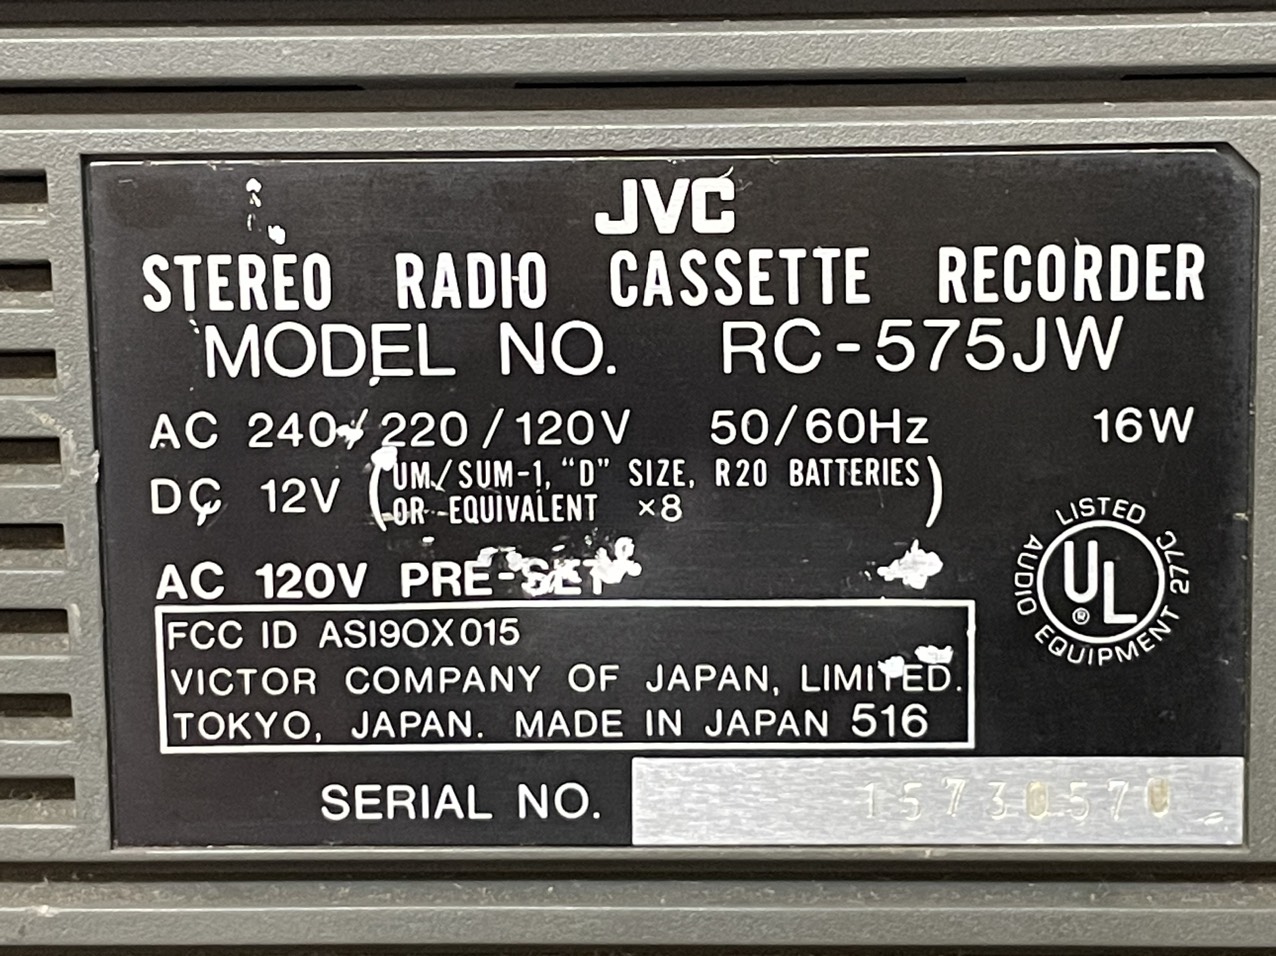 JVC
STEREO RADIO CASSETTE RECORDER
MODEL NO. RC-575JW
AC 240/220/120V 50/60Hz 16W
DC 12V (UM/SUM-1, "D" SIZE, R20 BATTERIES
OR EQUIVALENT ×8)
AC 120V PRE-SET
LISTED
UL®
AUDIO EQUIPMENT 277C
FCC ID ASI9OX015
VICTOR COMPANY OF JAPAN, LIMITED.
TOKYO, JAPAN. MADE IN JAPAN 516
SERIAL NO. 15730570